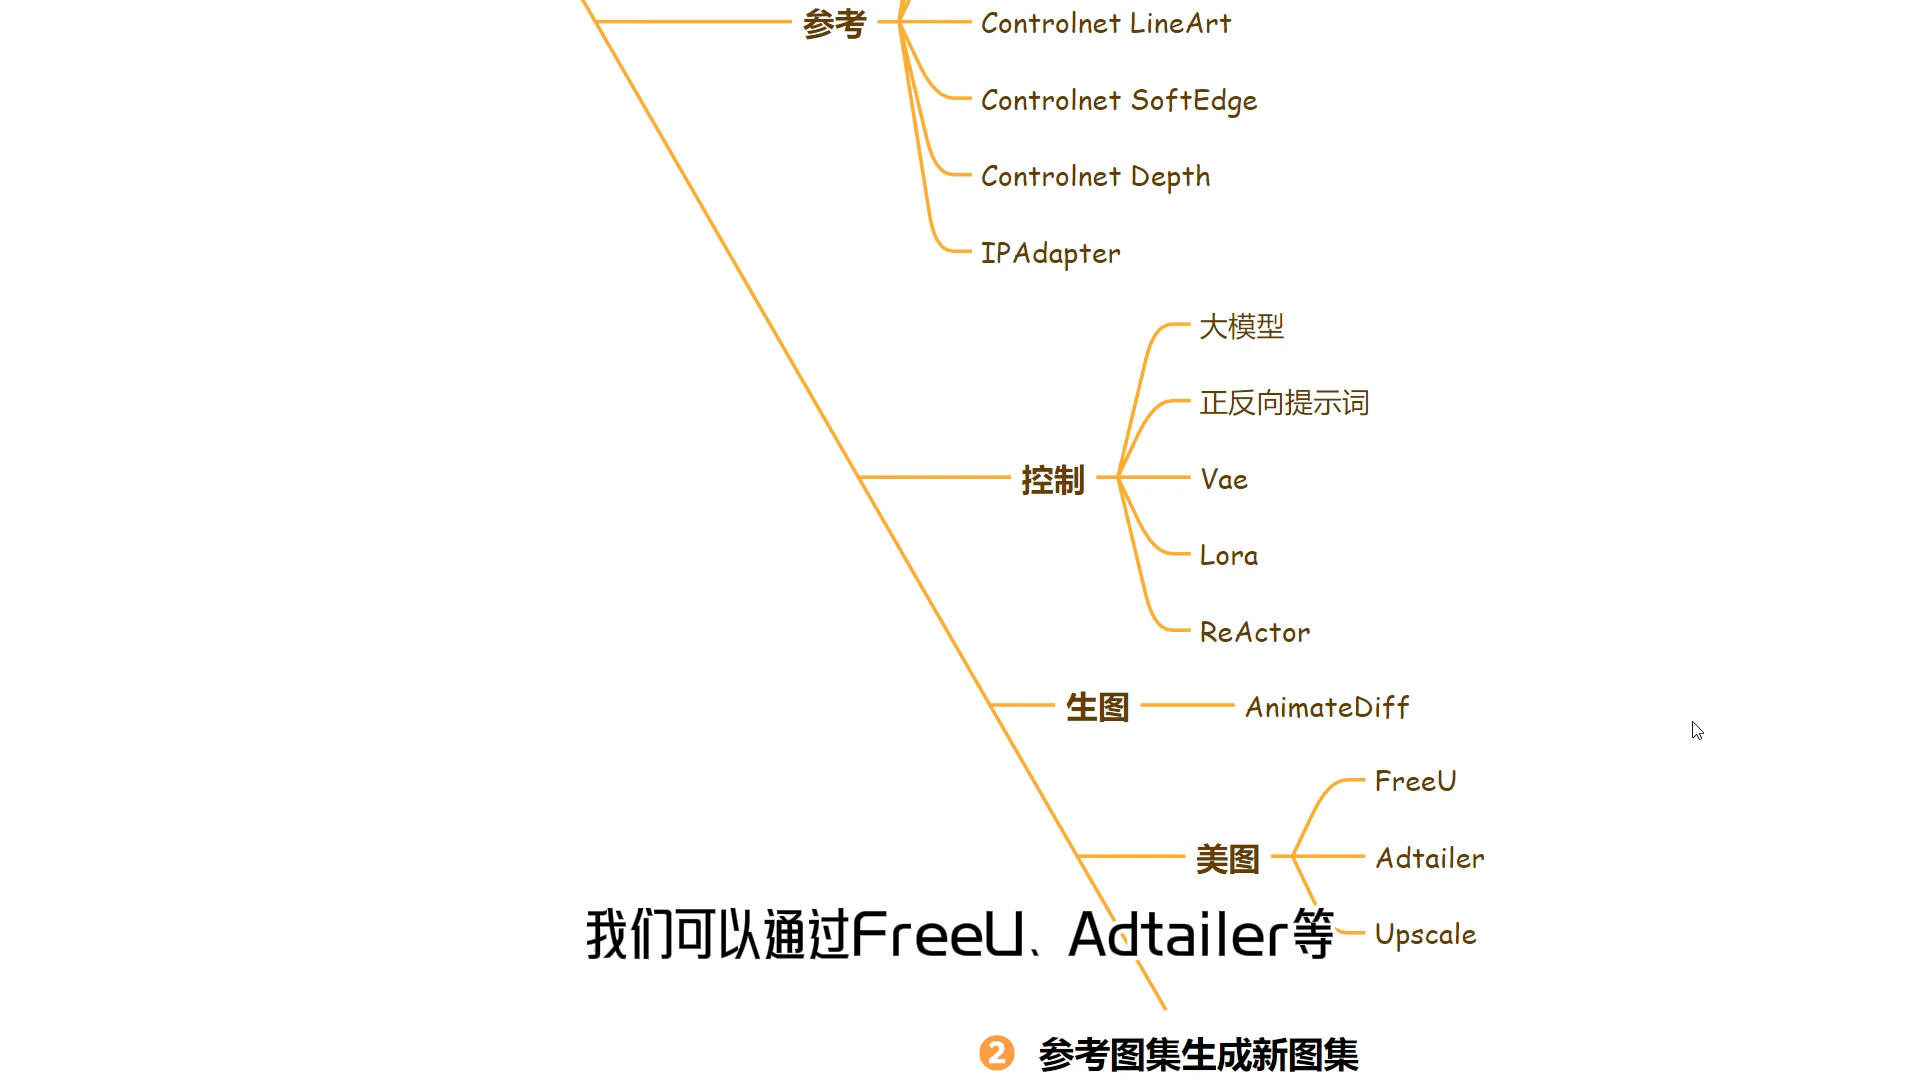 参考
Controlnet LineArt
Controlnet SoftEdge
Controlnet Depth
IPAdapter
控制
大模型
正反向提示词
Vae
Lora
ReActor
生图
AnimateDiff
美图
FreeU
Adtailer
Upscale
我们可以通过FreeU、Adtailer等
2 参考图集生成新图集